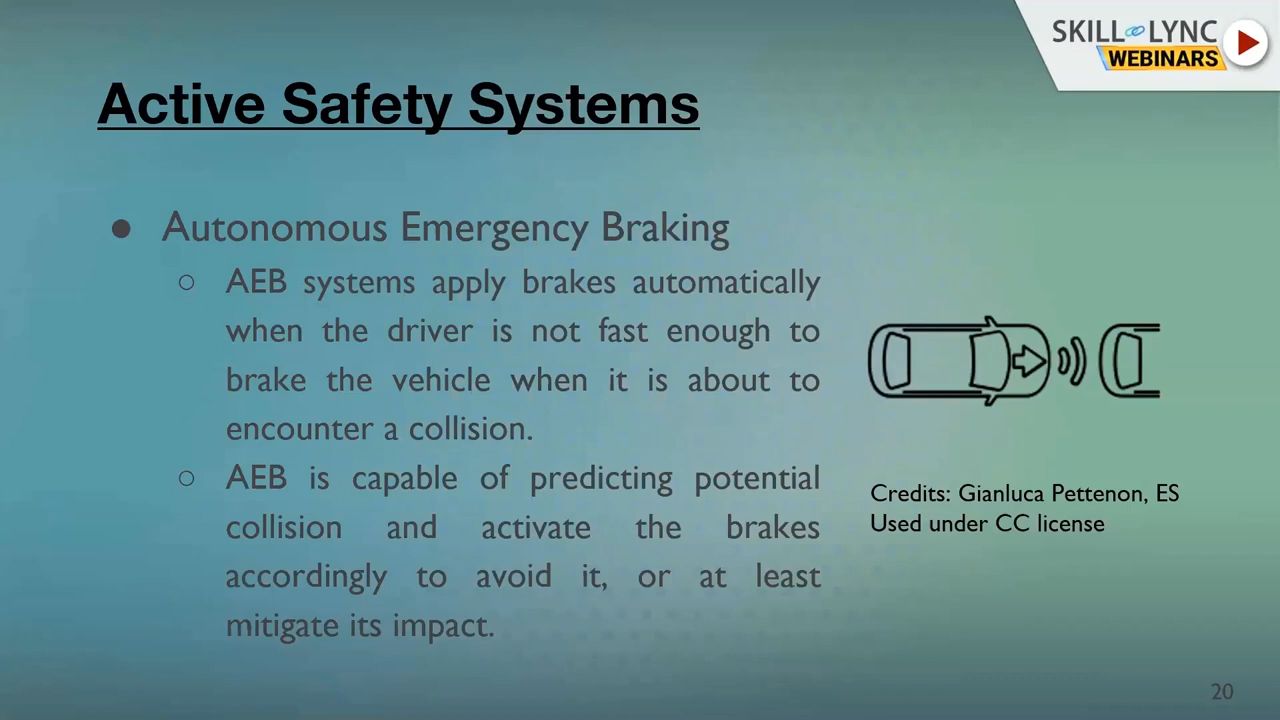 SKILL LYNC
WEBINARS
Active Safety Systems
● Autonomous Emergency Braking
○ AEB systems apply brakes automatically
when the driver is not fast enough to
brake the vehicle when it is about to
encounter a collision.
○ AEB is capable of predicting potential
collision and activate the brakes
accordingly to avoid it, or at least
mitigate its impact.
Credits: Gianluca Pettenon, ES
Used under CC license
20